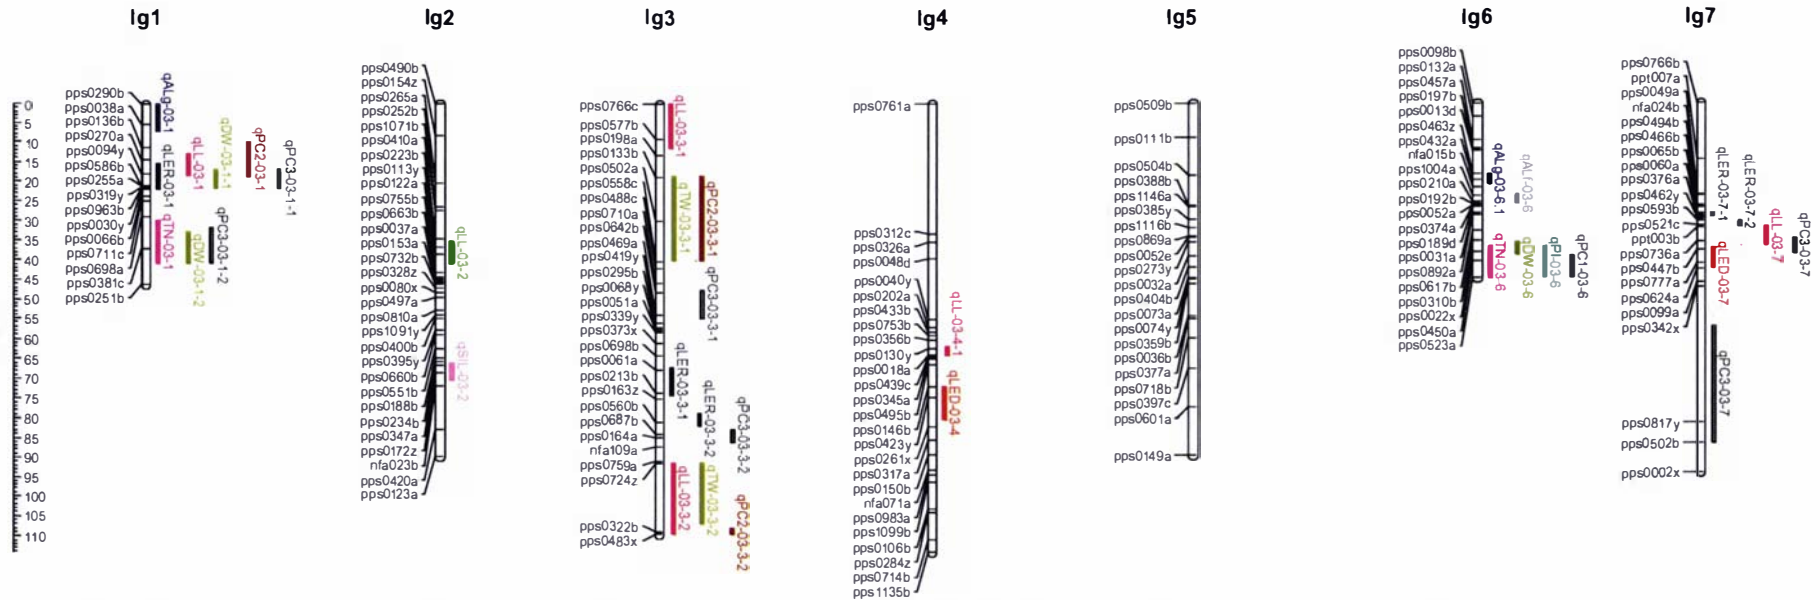 lg1
lg2
lg3
lg4
lg5
lg6
lg7
0
5
10
15
20
25
30
35
40
45
50
55
60
65
70
75
80
85
90
95
100
105
110
pps0290b
pps0038a
pps0136b
pps0270a
pps0094y
pps0586b
pps0255a
pps0319y
pps0963b
pps0030y
pps0066b
pps0711c
pps0698a
pps0381c
pps0251b
qALg-03-1
qLER-03-1
qTN-03-1
qLL-03-1
qDW-03-1-1
qDW-03-1-2
qPC2-03-1
qPC3-03-1-2
qPC3-03-1-1
pps0490b
pps0154z
pps0265a
pps0252b
pps1071b
pps0410a
pps0223b
pps0113y
pps0122a
pps0755b
pps0663b
pps0037a
pps0153a
pps0732b
pps0328z
pps0080x
pps0497a
pps0810a
pps1091y
pps0400b
pps0395y
pps0660b
pps0551b
pps0188b
pps0234b
pps0347a
pps0172z
nfa023b
pps0420a
pps0123a
qLL-03-2
qSIL-03-2
pps0766c
pps0577b
pps0198a
pps0133b
pps0502a
pps0558c
pps0488c
pps0710a
pps0642b
pps0469a
pps0419y
pps0295b
pps0068y
pps0051a
pps0339y
pps0373x
pps0698b
pps0061a
pps0213b
pps0163z
pps0560b
pps0687b
pps0164a
nfa109a
pps0759a
pps0724z
pps0322b
pps0483x
qLL-03-3-1
qTW-03-3-1
qPC2-03-3-1
qPC3-03-3-1
qLER-03-3-1
qLER-03-3-2
qPC3-03-3-2
qLL-03-3-2
qTW-03-3-2
qPC2-03-3-2
pps0761a
pps0312c
pps0326a
pps0048d
pps0040y
pps0202a
pps0433b
pps0753b
pps0356b
pps0130y
pps0018a
pps0439c
pps0345a
pps0495b
pps0146b
pps0423y
pps0261x
pps0317a
pps0150b
nfa071a
pps0983a
pps1099b
pps0106b
pps0284z
pps0714b
pps1135b
qLL-03-4-1
qLED-03-4
pps0509b
pps0111b
pps0504b
pps0388b
pps1146a
pps0385y
pps1116b
pps0869a
pps0052e
pps0273y
pps0032a
pps0404b
pps0073a
pps0074y
pps0359b
pps0036b
pps0377a
pps0718b
pps0397c
pps0601a
pps0149a
pps0098b
pps0132a
pps0457a
pps0197b
pps0013d
pps0463z
pps0432a
nfa015b
pps1004a
pps0210a
pps0192b
pps0052a
pps0374a
pps0189d
pps0031a
pps0892a
pps0617b
pps0310b
pps0022x
pps0450a
pps0523a
qALg-03-6.1
qALf-03-6
qTN-03-6
qDW-03-6
qPI-03-6
qPC1-03-6
pps0766b
ppt007a
pps0049a
nfa024b
pps0494b
pps0466b
pps0065b
pps0060a
pps0376a
pps0462y
pps0593b
pps0521c
ppt003b
pps0736a
pps0447b
pps0777a
pps0624a
pps0099a
pps0342x
pps0817y
pps0502b
pps0002x
qLER-03-7-1
qLER-03-7-2
qLL-03-7
qPC3-03-7
qLED-03-7
qPC3-03-7